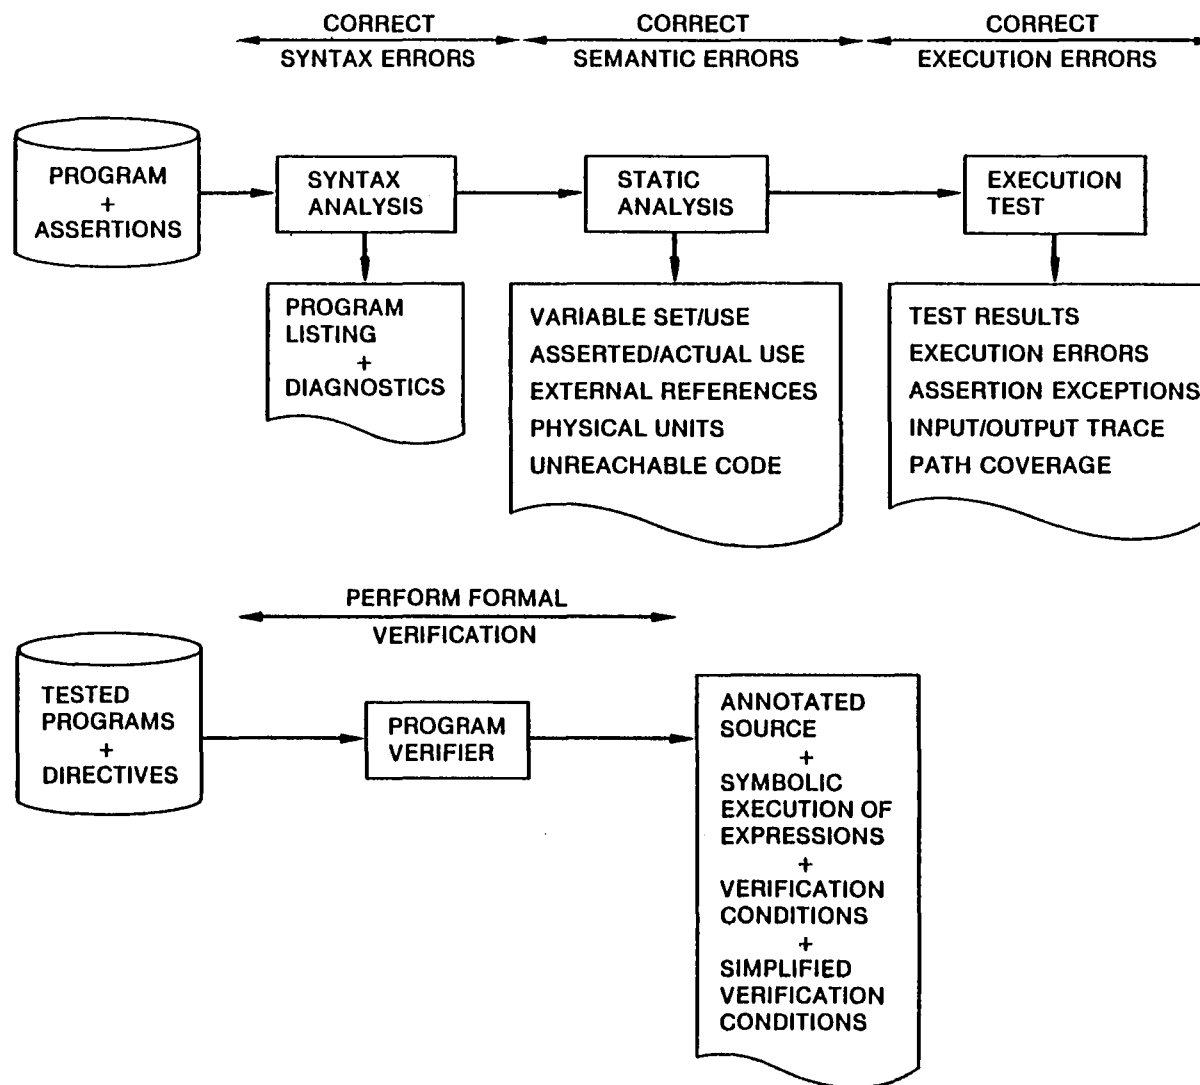 CORRECT
SYNTAX ERRORS
CORRECT
SEMANTIC ERRORS
CORRECT
EXECUTION ERRORS
PROGRAM
+
ASSERTIONS
SYNTAX
ANALYSIS
STATIC
ANALYSIS
EXECUTION
TEST
PROGRAM
LISTING
+
DIAGNOSTICS
VARIABLE SET/USE
ASSERTED/ACTUAL USE
EXTERNAL REFERENCES
PHYSICAL UNITS
UNREACHABLE CODE
TEST RESULTS
EXECUTION ERRORS
ASSERTION EXCEPTIONS
INPUT/OUTPUT TRACE
PATH COVERAGE
PERFORM FORMAL
VERIFICATION
TESTED
PROGRAMS
+
DIRECTIVES
PROGRAM
VERIFIER
ANNOTATED
SOURCE
+
SYMBOLIC
EXECUTION OF
EXPRESSIONS
+
VERIFICATION
CONDITIONS
+
SIMPLIFIED
VERIFICATION
CONDITIONS